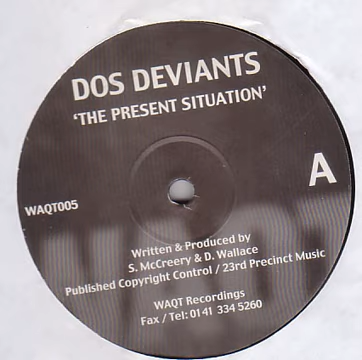 DOS DEVIANTS
'THE PRESENT SITUATION'
A
WAQT005
Written & Produced by
S. McCreery & D. Wallace
Published Copyright Control / 23rd Precinct Music
WAQT Recordings
Fax / Tel: 0141 334 5260